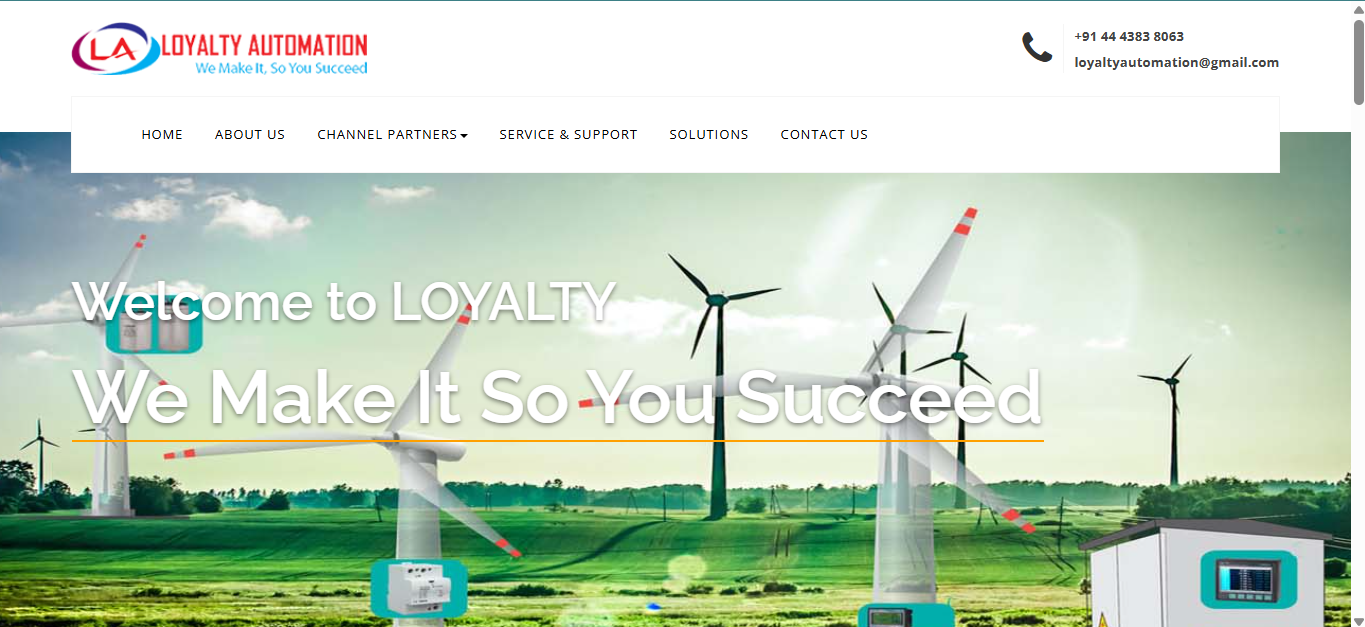 LA LOYALTY AUTOMATION
We Make It, So You Succeed
+91 44 4383 8063
loyaltyautomation@gmail.com
HOME ABOUT US CHANNEL PARTNERS SERVICE & SUPPORT SOLUTIONS CONTACT US
Welcome to LOYALTY
We Make It So You Succeed